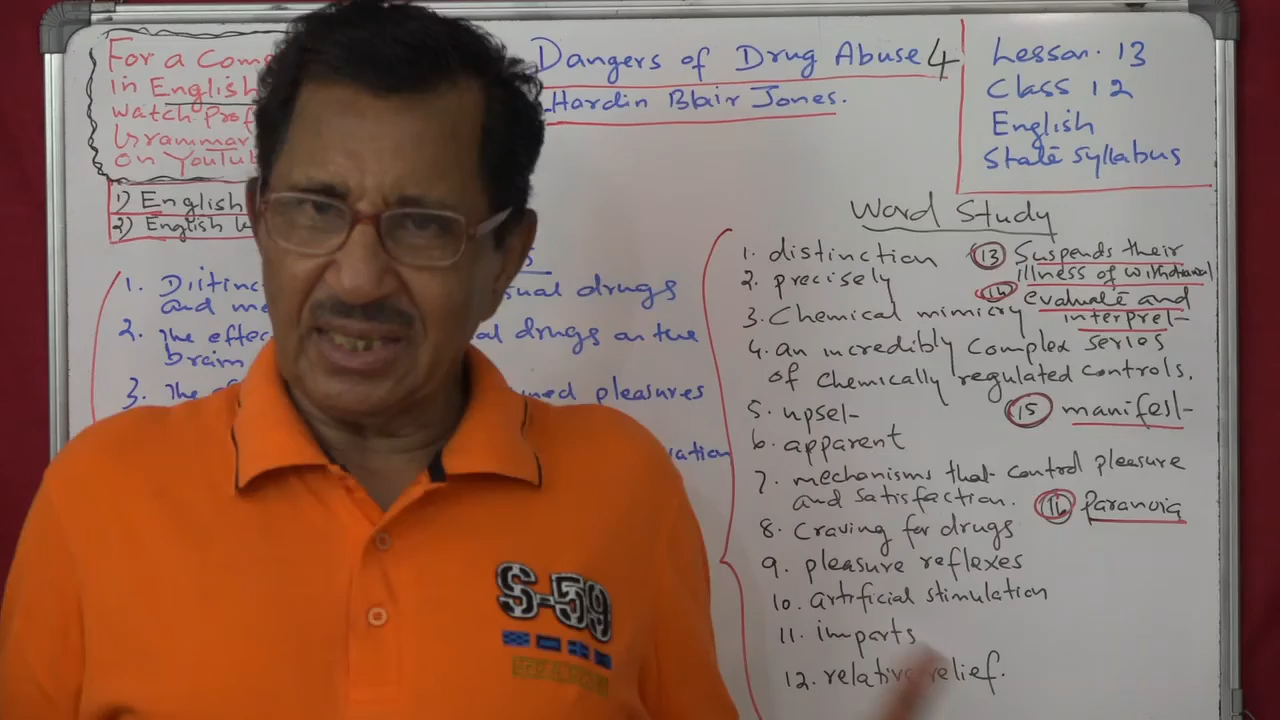 For a Com
in English
watch Prof
Grammar
on YouTub
1) English
2) English
Dangers of Drug Abuse 4
Hardin Blair Jones.
Lesson. 13
Class 12
English
State Syllabus
1. Distinc sual drugs
and me
2. The effec al drugs on the
brain
3. The ned pleasures
ation
Word Study
1. distinction
2. precisely
3. Chemical mimicry
4. an incredibly complex series
of chemically regulated controls.
5. upset
6. apparent
7. mechanisms that control pleasure
and satisfaction.
8. Craving for drugs
9. pleasure reflexes
10. artificial stimulation
11. imparts
12. relative relief.
13 Suspends their
illness of withdrawal
14 evaluate and
interpret
15 manifest
16 paranoia
S-59